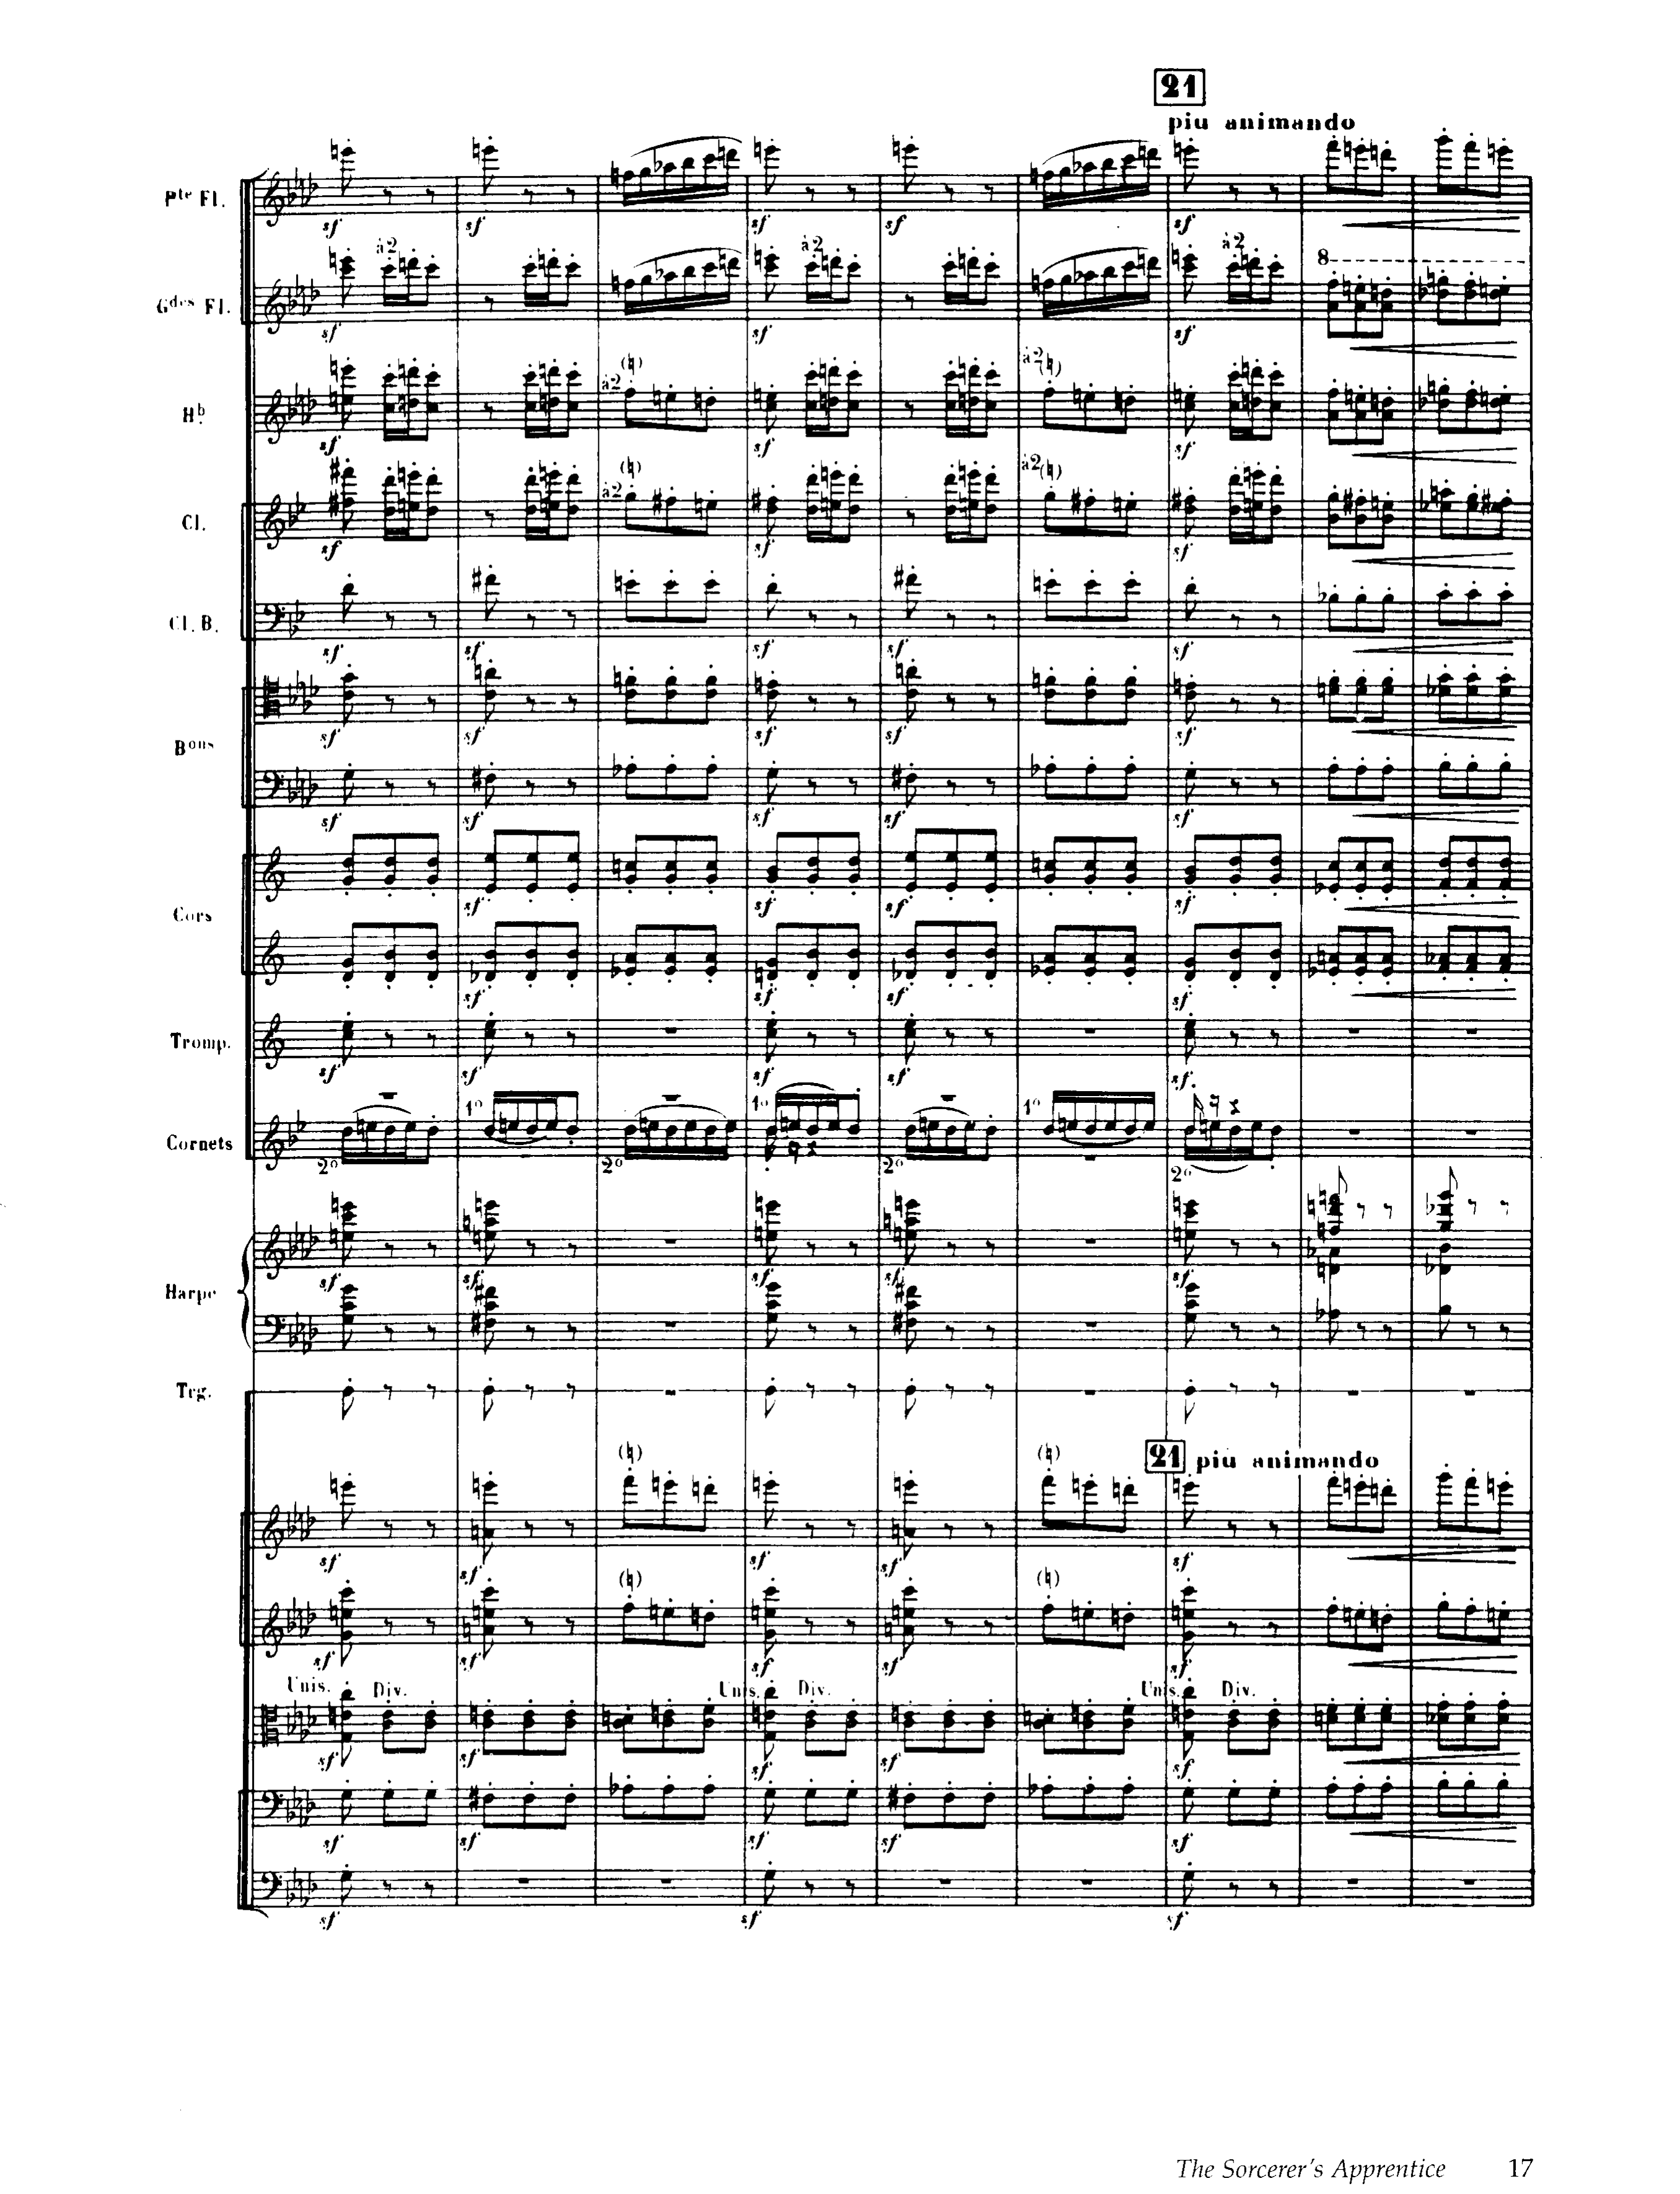 21
piu animando
Pte Fl.
sf sf sf sf sf
à2 à2 à2 8
Gdes Fl.
sf sf sf
à2 à2
Hb
sf sf sf
à2 à2
Cl.
sf sf sf
Cl. B.
sf sf sf sf sf
sf sf sf sf sf
Bons
sf sf sf sf sf
sf sf sf sf
Cors
sf sf sf sf
Tromp.
sf sf sf sf sf
1o 1o 1o
Cornets
2o 2o 2o 2o
sf sf sf sf sf
Harpe
Trg.
21 piu animando
sf sf sf sf sf
sf sf sf sf sf
Unis. Div. Unis. Div. Unis. Div.
sf sf sf sf sf
sf sf sf sf sf
sf sf sf
The Sorcerer's Apprentice 17